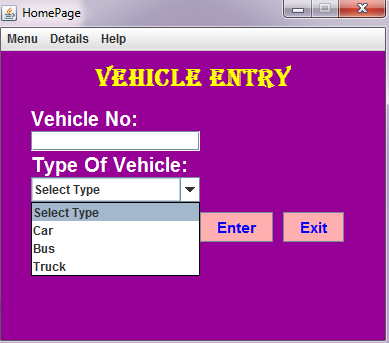 HomePage
Menu Details Help
VEHICLE ENTRY
Vehicle No:
Type Of Vehicle:
Select Type
Select Type
Car
Bus
Truck
Enter Exit